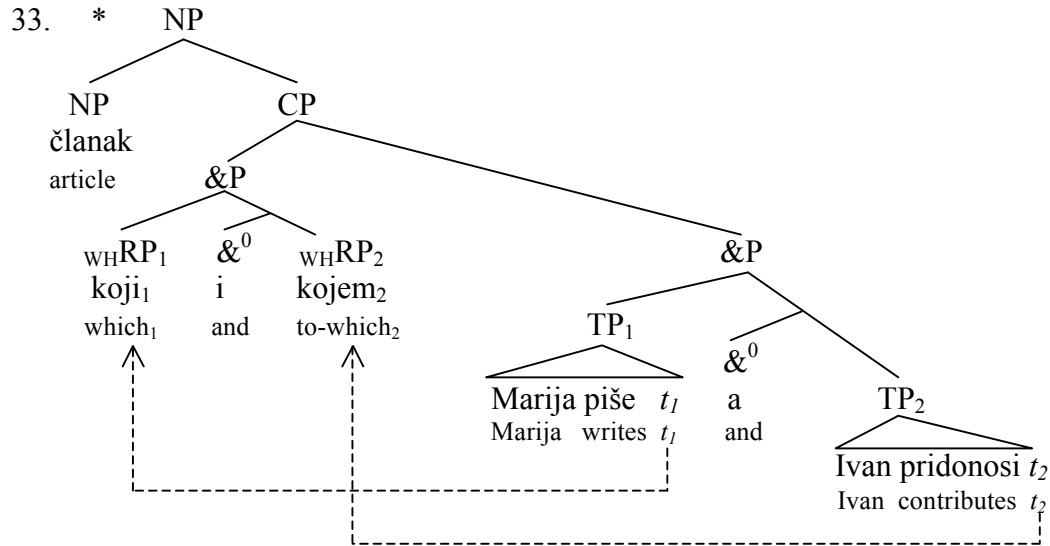 33. * NP
NP CP
članak
article &P
WHRP1 &0 WHRP2 &P
koji1 i kojem2
which1 and to-which2 TP1 &0
Marija piše t1 a TP2
Marija writes t1 and
Ivan pridonosi t2
Ivan contributes t2